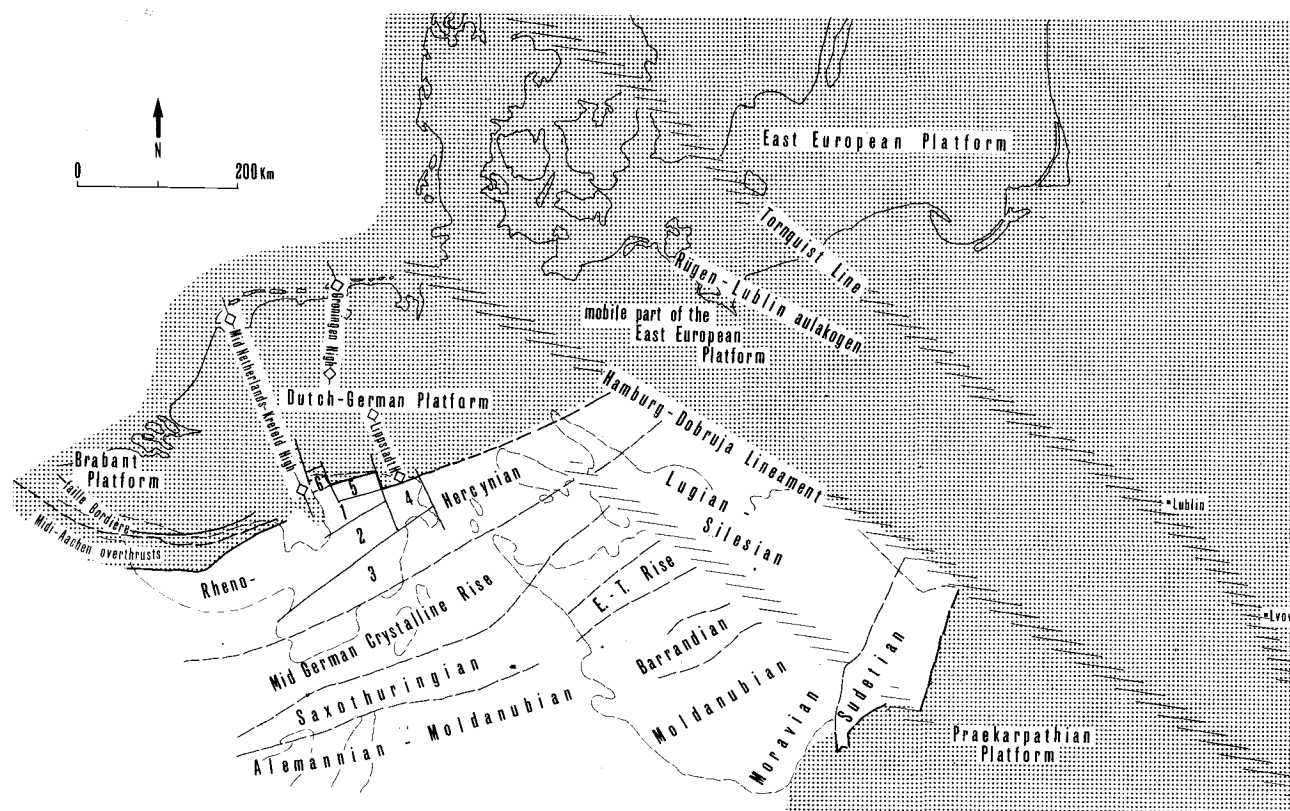 N
0 200 Km
East European Platform
Tornquist Line
Rügen-Lublin aulakogen
mobile part of the
East European
Platform
Groningen High
Mid Netherlands-Krefeld High
Dutch-German Platform
Lippstadt H.
Hamburg-Dobruja Lineament
Brabant
Platform
faille Bordière
Midi-Aachen overthrusts
6
5
4
1
2
3
Rheno-
Hercynian
Lugian -
Silesian
Lublin
Lvov
Mid German Crystalline Rise
E.-T. Rise
Saxothuringian
Barrandian
Alemannian - Moldanubian
Moldanubian
Moravian
Sudetian
Praekarpathian
Platform